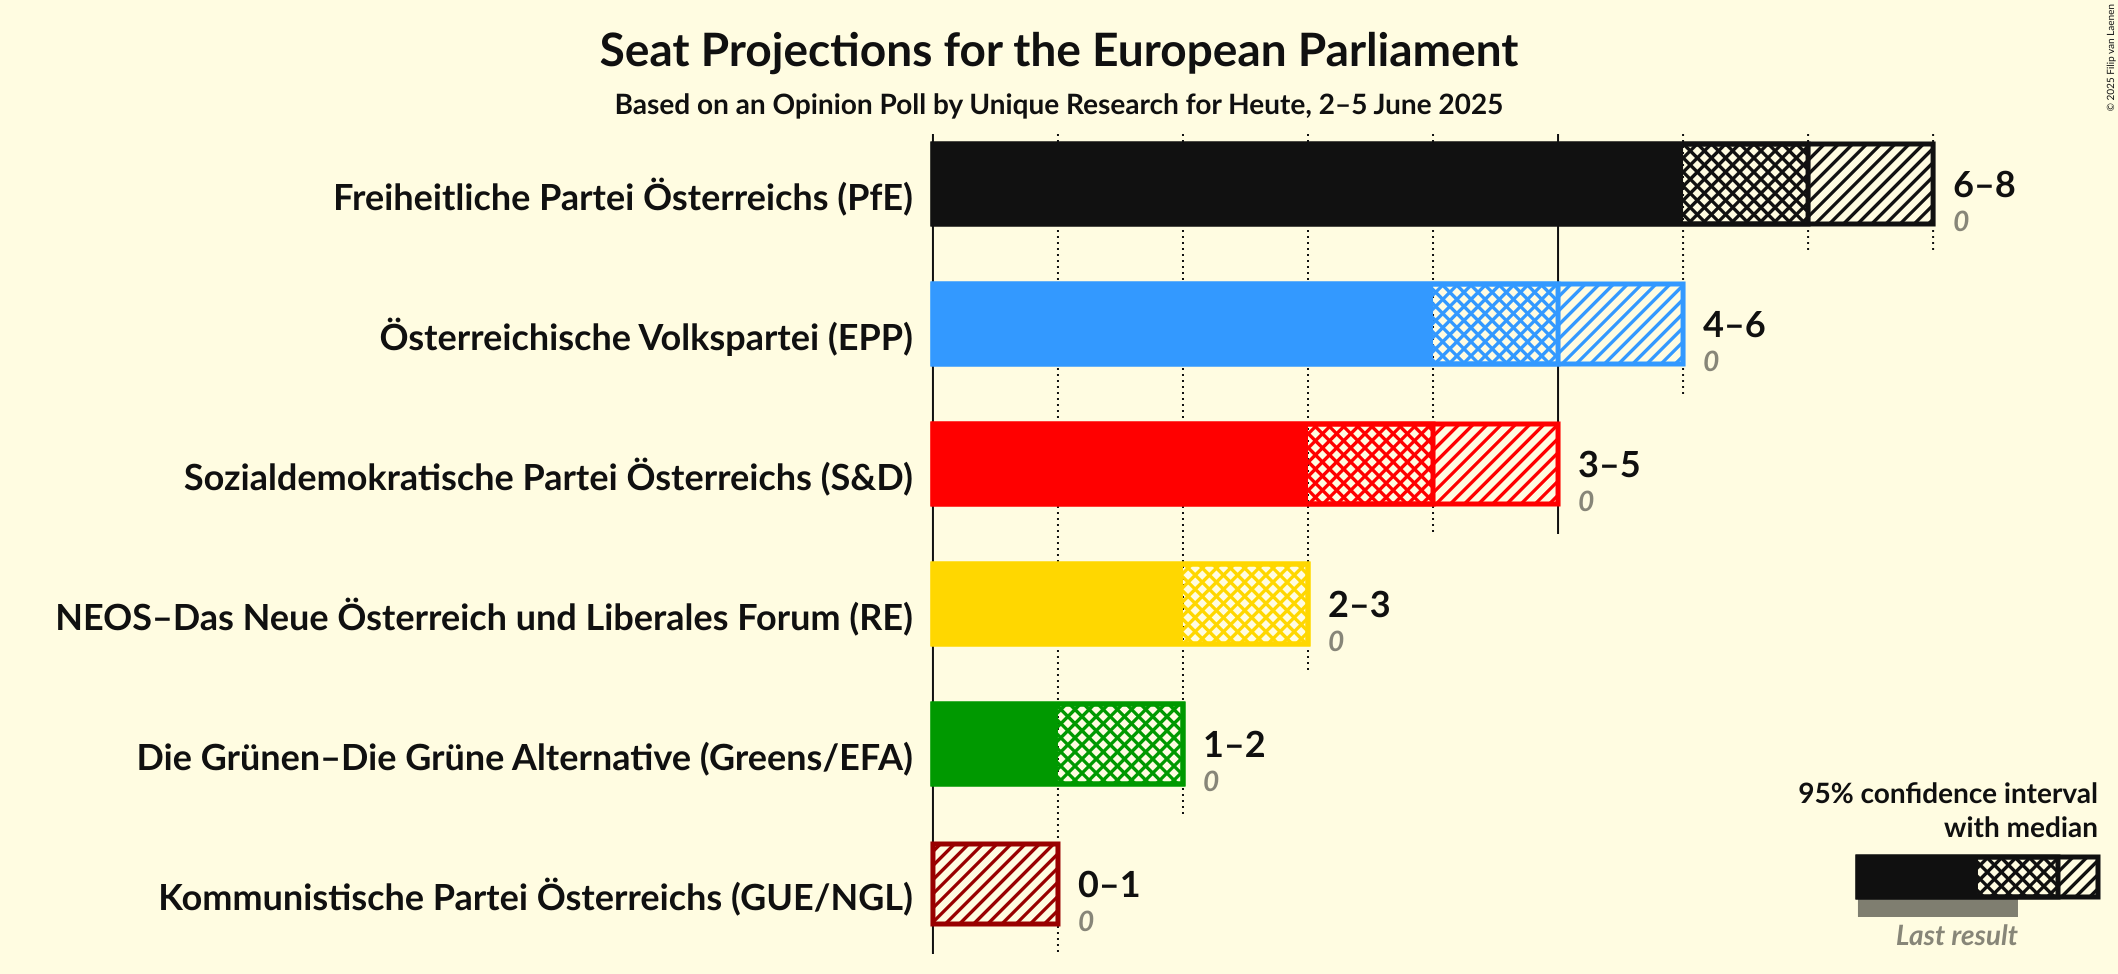 Seat Projections for the European Parliament
Based on an Opinion Poll by Unique Research for Heute, 2–5 June 2025
© 2025 Filip van Laenen
Freiheitliche Partei Österreichs (PfE)
6–8
0
Österreichische Volkspartei (EPP)
4–6
0
Sozialdemokratische Partei Österreichs (S&D)
3–5
0
NEOS–Das Neue Österreich und Liberales Forum (RE)
2–3
0
Die Grünen–Die Grüne Alternative (Greens/EFA)
1–2
0
Kommunistische Partei Österreichs (GUE/NGL)
0–1
0
95% confidence interval
with median
Last result